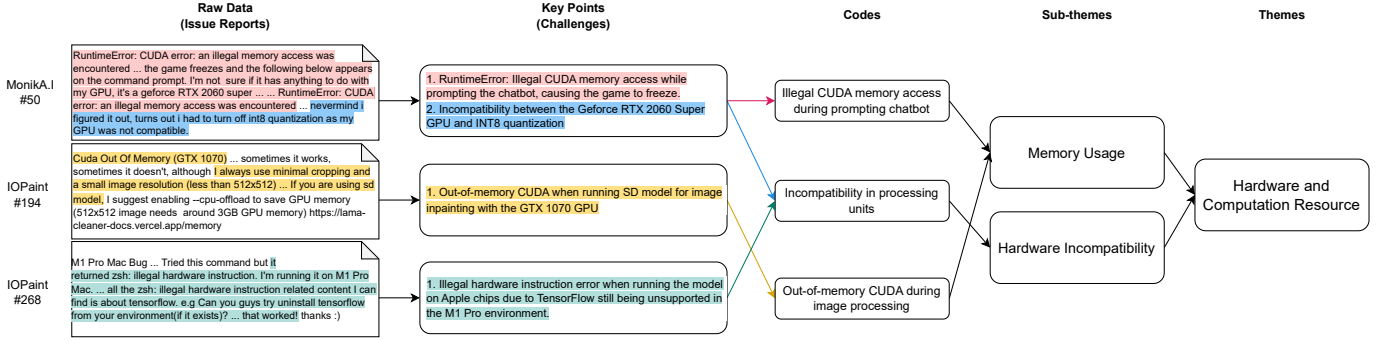 Raw Data
(Issue Reports)
Key Points
(Challenges)
Codes
Sub-themes
Themes
MonikA.I
#50
RuntimeError: CUDA error: an illegal memory access was
encountered ... the game freezes and the following below appears
on the command prompt. I'm not sure if it has anything to do with
my GPU, it's a geforce RTX 2060 super ... ... RuntimeError: CUDA
error: an illegal memory access was encountered ... nevermind i
figured it out, turns out i had to turn off int8 quantization as my
GPU was not compatible.
1. RuntimeError: Illegal CUDA memory access while
prompting the chatbot, causing the game to freeze.
2. Incompatibility between the Geforce RTX 2060 Super
GPU and INT8 quantization
Illegal CUDA memory access
during prompting chatbot
IOPaint
#194
Cuda Out Of Memory (GTX 1070) ... sometimes it works,
sometimes it doesn't, although I always use minimal cropping and
a small image resolution (less than 512x512) ... If you are using sd
model, I suggest enabling --cpu-offload to save GPU memory
(512x512 image needs around 3GB GPU memory) https://lama-
cleaner-docs.vercel.app/memory
1. Out-of-memory CUDA when running SD model for image
inpainting with the GTX 1070 GPU
Incompatibility in processing
units
Memory Usage
Hardware Incompatibility
Hardware and
Computation Resource
IOPaint
#268
M1 Pro Mac Bug ... Tried this command but it
returned zsh: illegal hardware instruction. I'm running it on M1 Pro
Mac. ... all the zsh: illegal hardware instruction related content I can
find is about tensorflow. e.g Can you guys try uninstall tensorflow
from your environment(if it exists)? ... that worked! thanks :)
1. Illegal hardware instruction error when running the model
on Apple chips due to TensorFlow still being unsupported in
the M1 Pro environment.
Out-of-memory CUDA during
image processing